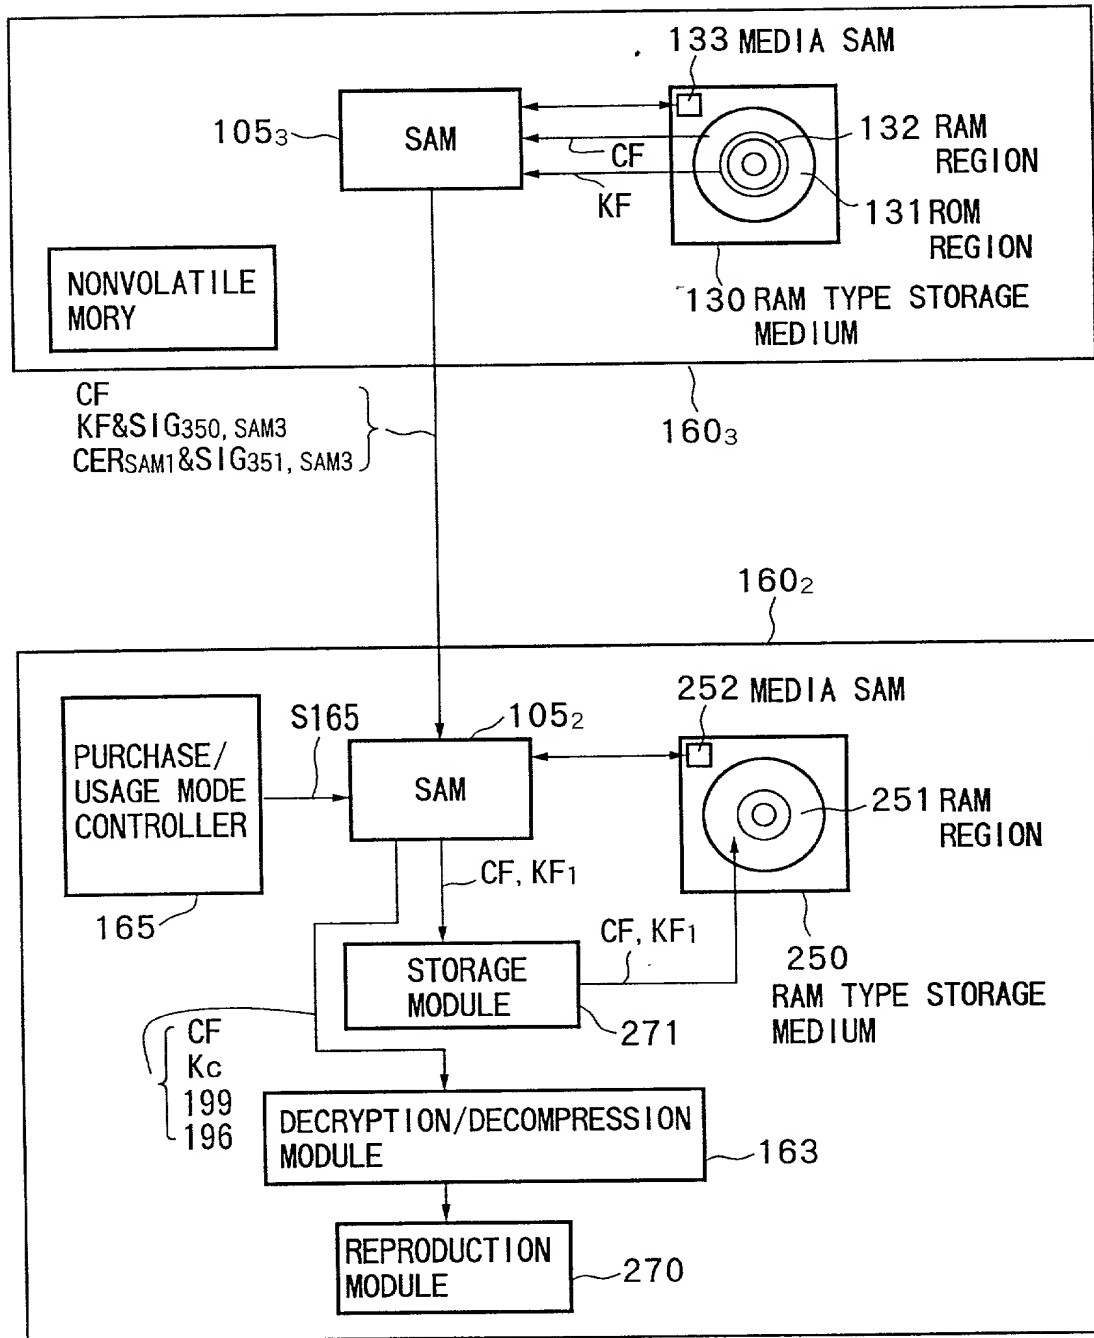 133 MEDIA SAM
SAM
105₃
132 RAM
REGION
CF
KF
131 ROM
REGION
NONVOLATILE
MORY
130 RAM TYPE STORAGE
MEDIUM
160₃
CF
KF&SIG350, SAM3
CERSAM1&SIG351, SAM3
160₂
252 MEDIA SAM
S165
105₂
PURCHASE/
USAGE MODE
CONTROLLER
SAM
251 RAM
REGION
165
CF, KF₁
CF, KF₁
250
RAM TYPE STORAGE
MEDIUM
STORAGE
MODULE
271
CF
Kc
199
196
DECRYPTION/DECOMPRESSION
MODULE
163
REPRODUCTION
MODULE
270